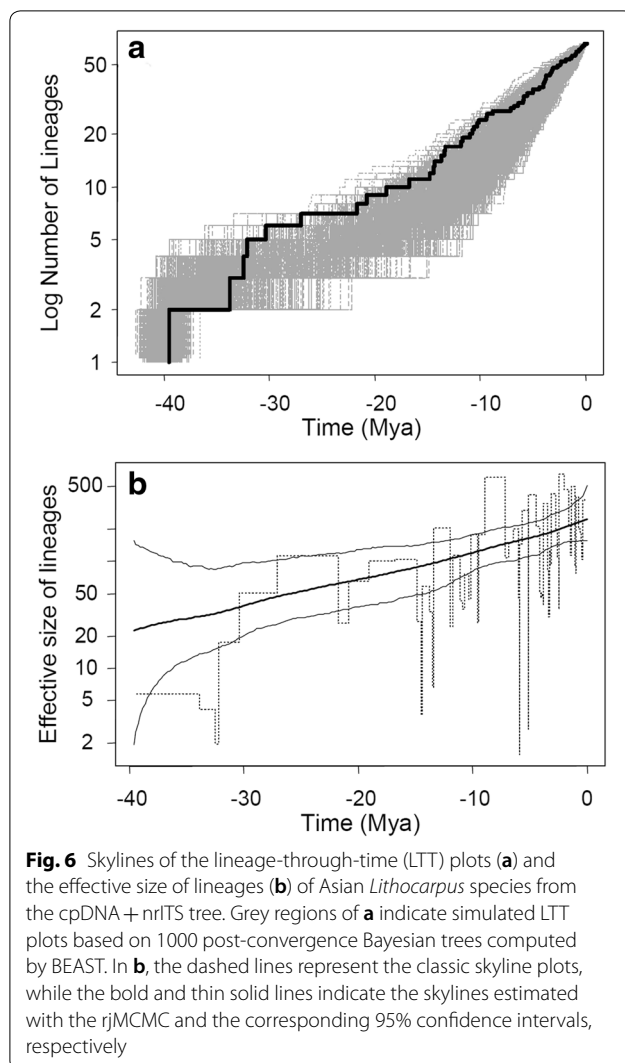 a
50
20
10
5
2
1
Log Number of Lineages
-40 -30 -20 -10 0
Time (Mya)
b
500
50
20
10
5
2
Effective size of lineages
-40 -30 -20 -10 0
Time (Mya)
Fig. 6 Skylines of the lineage-through-time (LTT) plots (a) and
the effective size of lineages (b) of Asian Lithocarpus species from
the cpDNA + nrITS tree. Grey regions of a indicate simulated LTT
plots based on 1000 post-convergence Bayesian trees computed
by BEAST. In b, the dashed lines represent the classic skyline plots,
while the bold and thin solid lines indicate the skylines estimated
with the rjMCMC and the corresponding 95% confidence intervals,
respectively